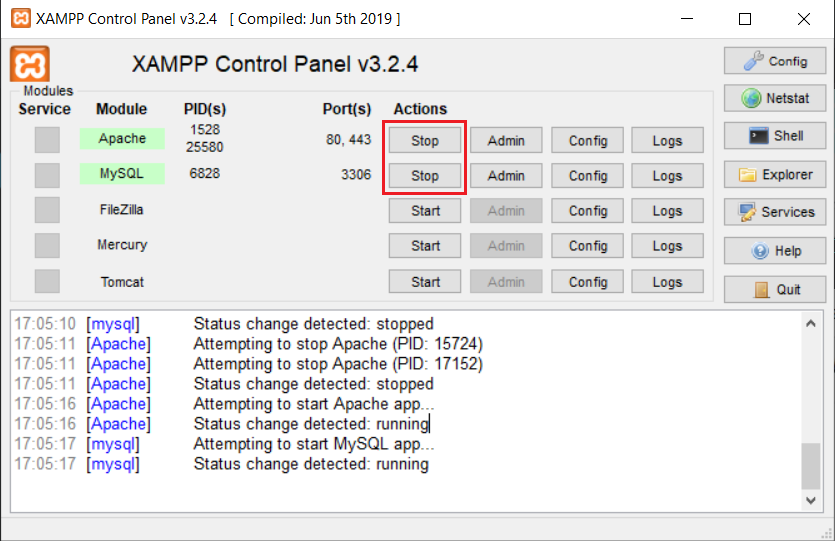 XAMPP Control Panel v3.2.4 [ Compiled: Jun 5th 2019 ]
XAMPP Control Panel v3.2.4
Config
Modules
Service Module PID(s) Port(s) Actions
Netstat
Apache 1528 25580 80, 443 Stop Admin Config Logs
Shell
MySQL 6828 3306 Stop Admin Config Logs
Explorer
FileZilla Start Admin Config Logs
Services
Mercury Start Admin Config Logs
Help
Tomcat Start Admin Config Logs
Quit
17:05:10 [mysql] Status change detected: stopped
17:05:11 [Apache] Attempting to stop Apache (PID: 15724)
17:05:11 [Apache] Attempting to stop Apache (PID: 17152)
17:05:11 [Apache] Status change detected: stopped
17:05:16 [Apache] Attempting to start Apache app...
17:05:16 [Apache] Status change detected: running
17:05:17 [mysql] Attempting to start MySQL app...
17:05:17 [mysql] Status change detected: running